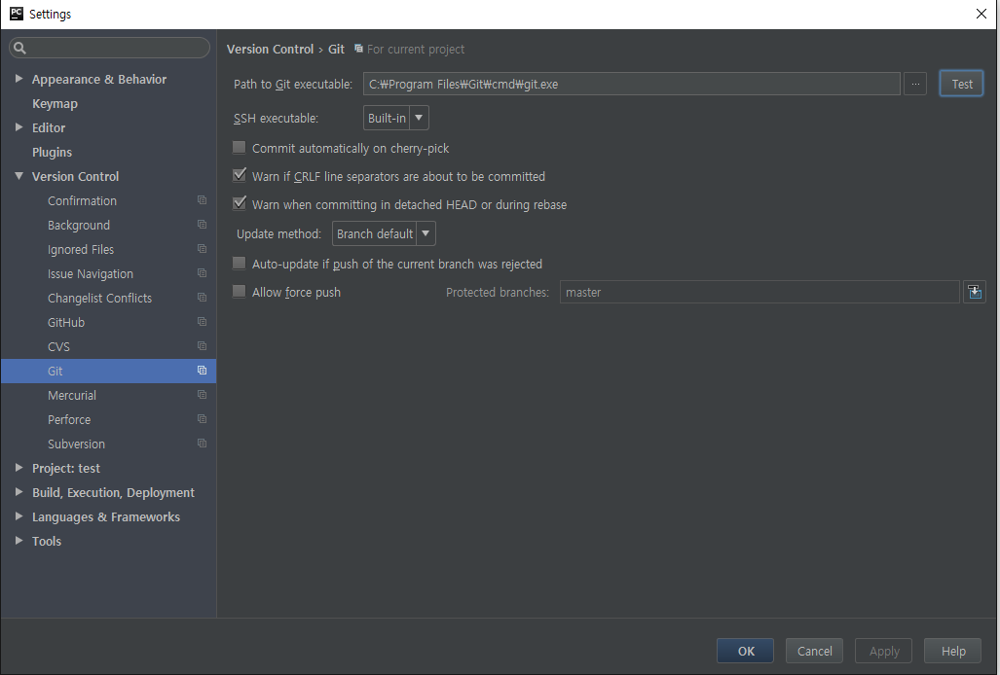 PC Settings
Version Control › Git For current project
Appearance & Behavior
Keymap
Editor
Plugins
Version Control
Confirmation
Background
Ignored Files
Issue Navigation
Changelist Conflicts
GitHub
CVS
Git
Mercurial
Perforce
Subversion
Project: test
Build, Execution, Deployment
Languages & Frameworks
Tools
Path to Git executable: C:₩Program Files₩Git₩cmd₩git.exe ... Test
SSH executable: Built-in
Commit automatically on cherry-pick
Warn if CRLF line separators are about to be committed
Warn when committing in detached HEAD or during rebase
Update method: Branch default
Auto-update if push of the current branch was rejected
Allow force push Protected branches: master
OK Cancel Apply Help